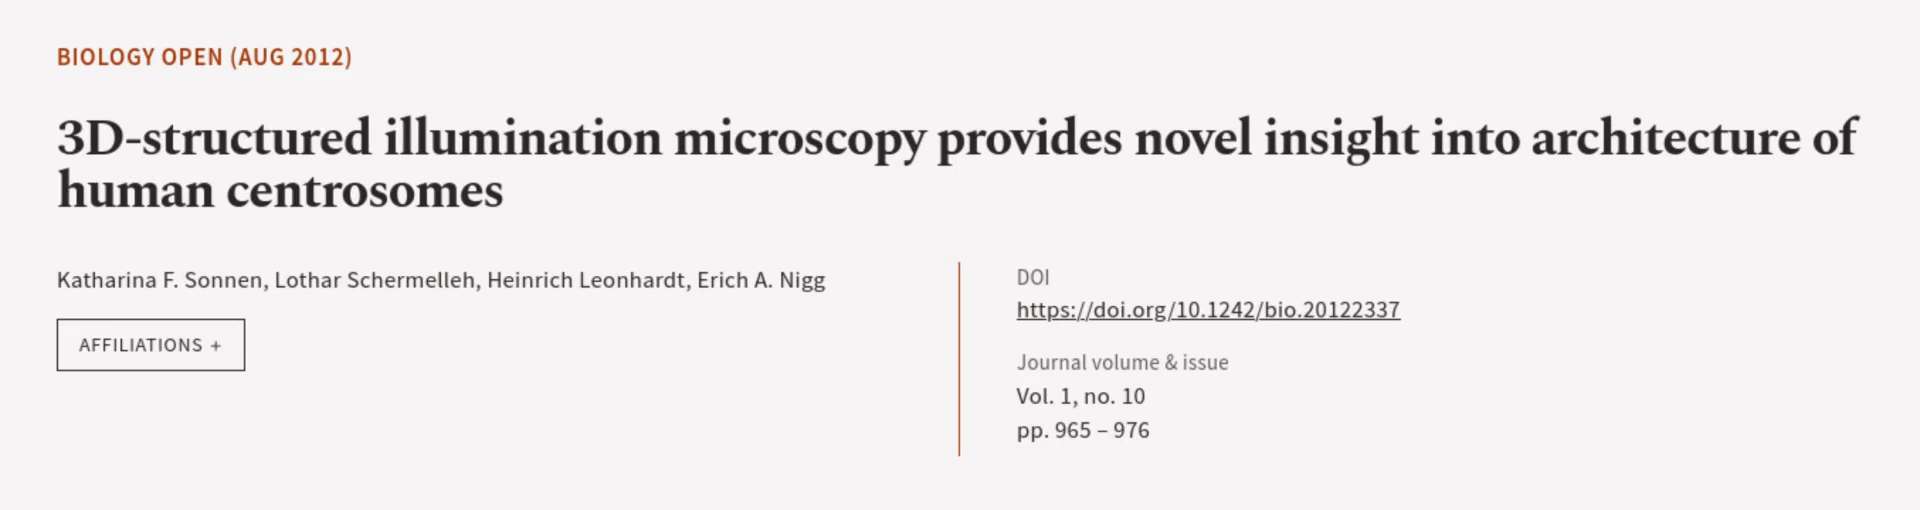 BIOLOGY OPEN (AUG 2012)
3D-structured illumination microscopy provides novel insight into architecture of
human centrosomes
Katharina F. Sonnen, Lothar Schermelleh, Heinrich Leonhardt, Erich A. Nigg
AFFILIATIONS +
DOI
https://doi.org/10.1242/bio.20122337
Journal volume & issue
Vol. 1, no. 10
pp. 965 – 976